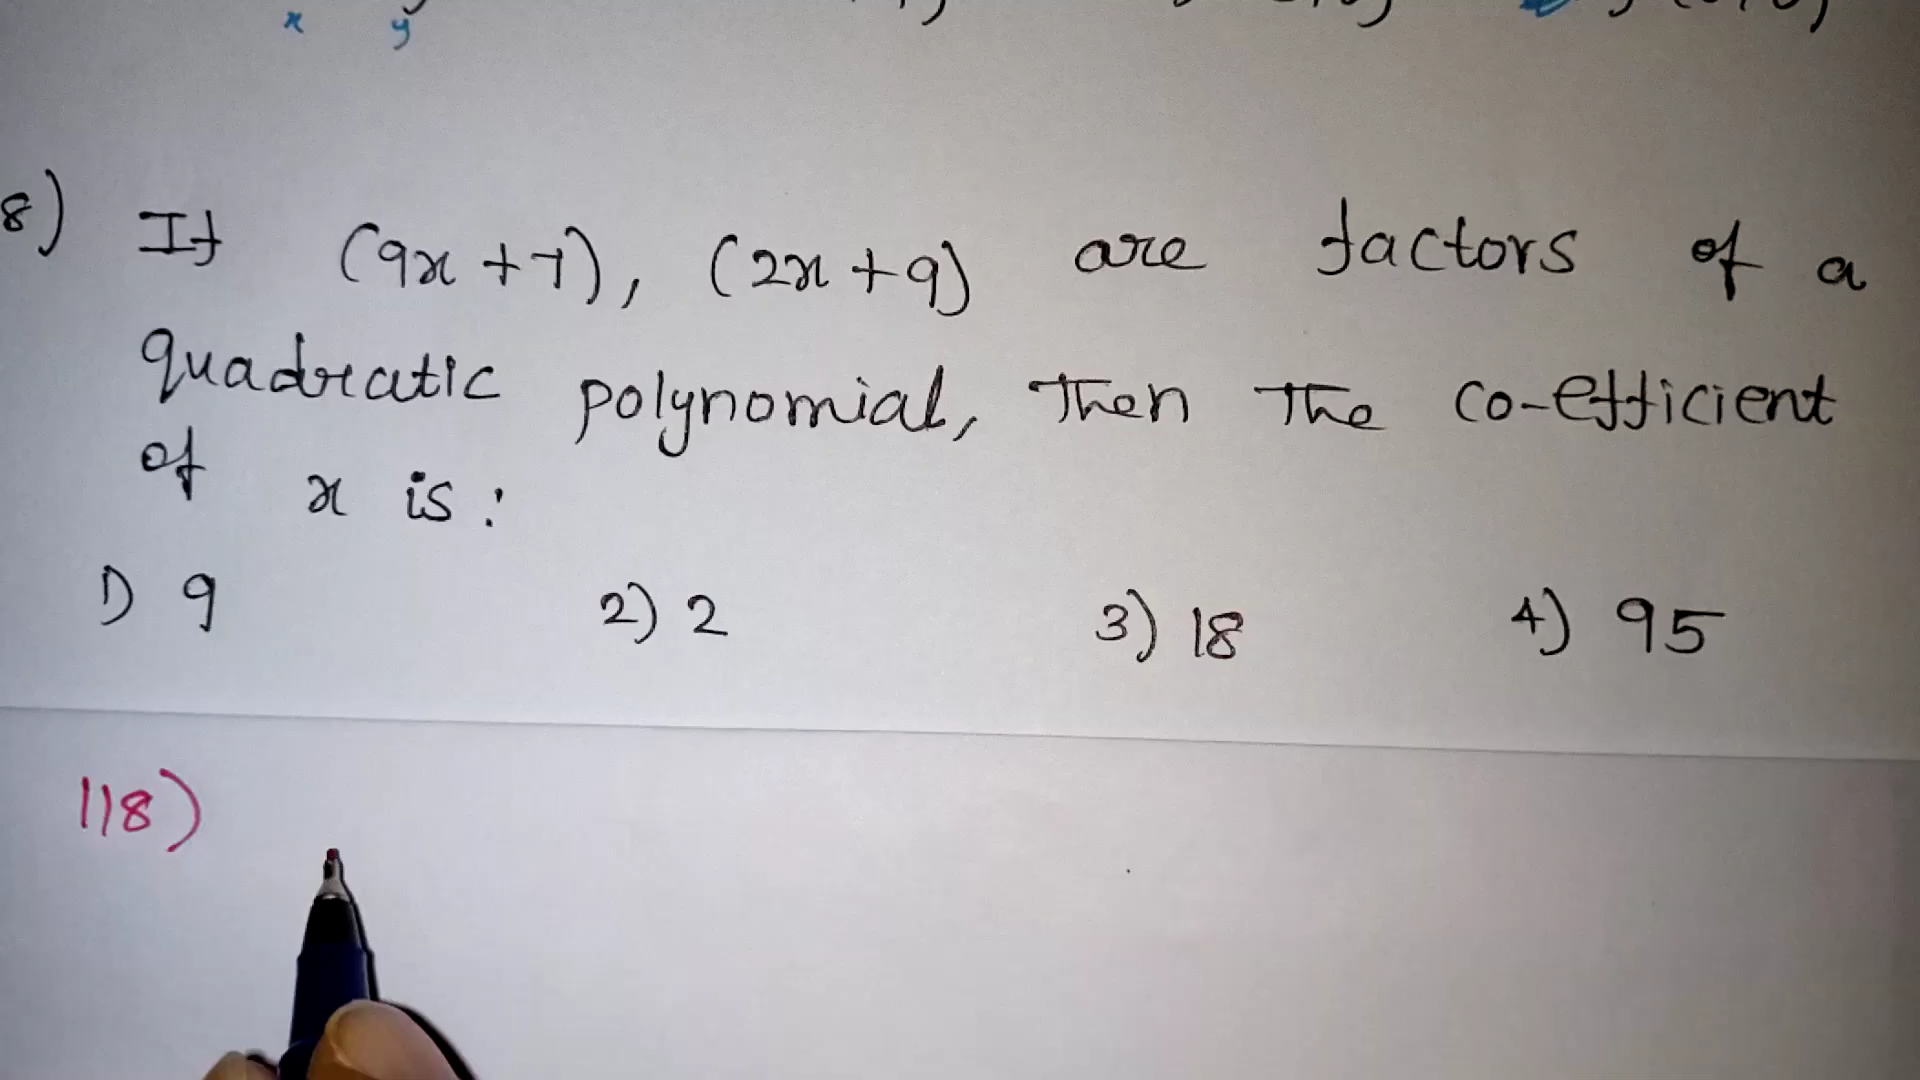 x y
8) If (9x+7), (2x+9) are factors of a
quadratic polynomial, then the co-efficient
of x is:
1) 9 2) 2 3) 18 4) 95
118)